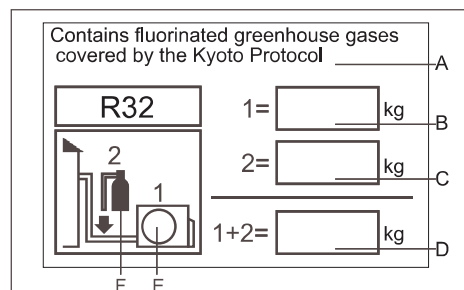 Contains fluorinated greenhouse gases
covered by the Kyoto Protocol
A
R32
1= kg
B
2
2= kg
C
1
1+2= kg
D